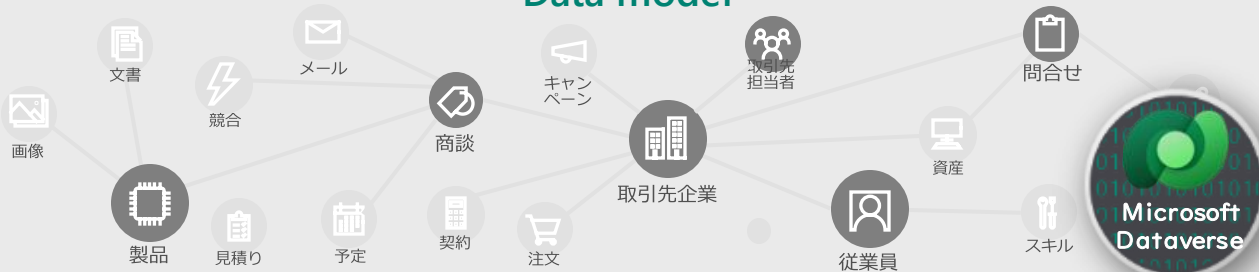 Data model
文書
メール
競合
画像
商談
キャン
ペーン
取引先
担当者
問合せ
資産
取引先企業
製品
見積り
予定
契約
注文
従業員
スキル
Microsoft
Dataverse